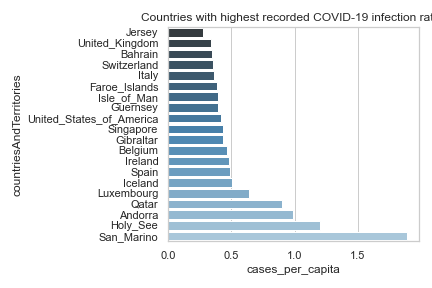 Countries with highest recorded COVID-19 infection rat
Jersey
United_Kingdom
Bahrain
Switzerland
Italy
Faroe_Islands
Isle_of_Man
Guernsey
United_States_of_America
Singapore
Gibraltar
Belgium
Ireland
Spain
Iceland
Luxembourg
Qatar
Andorra
Holy_See
San_Marino
countriesAndTerritories
0.0 0.5 1.0 1.5
cases_per_capita